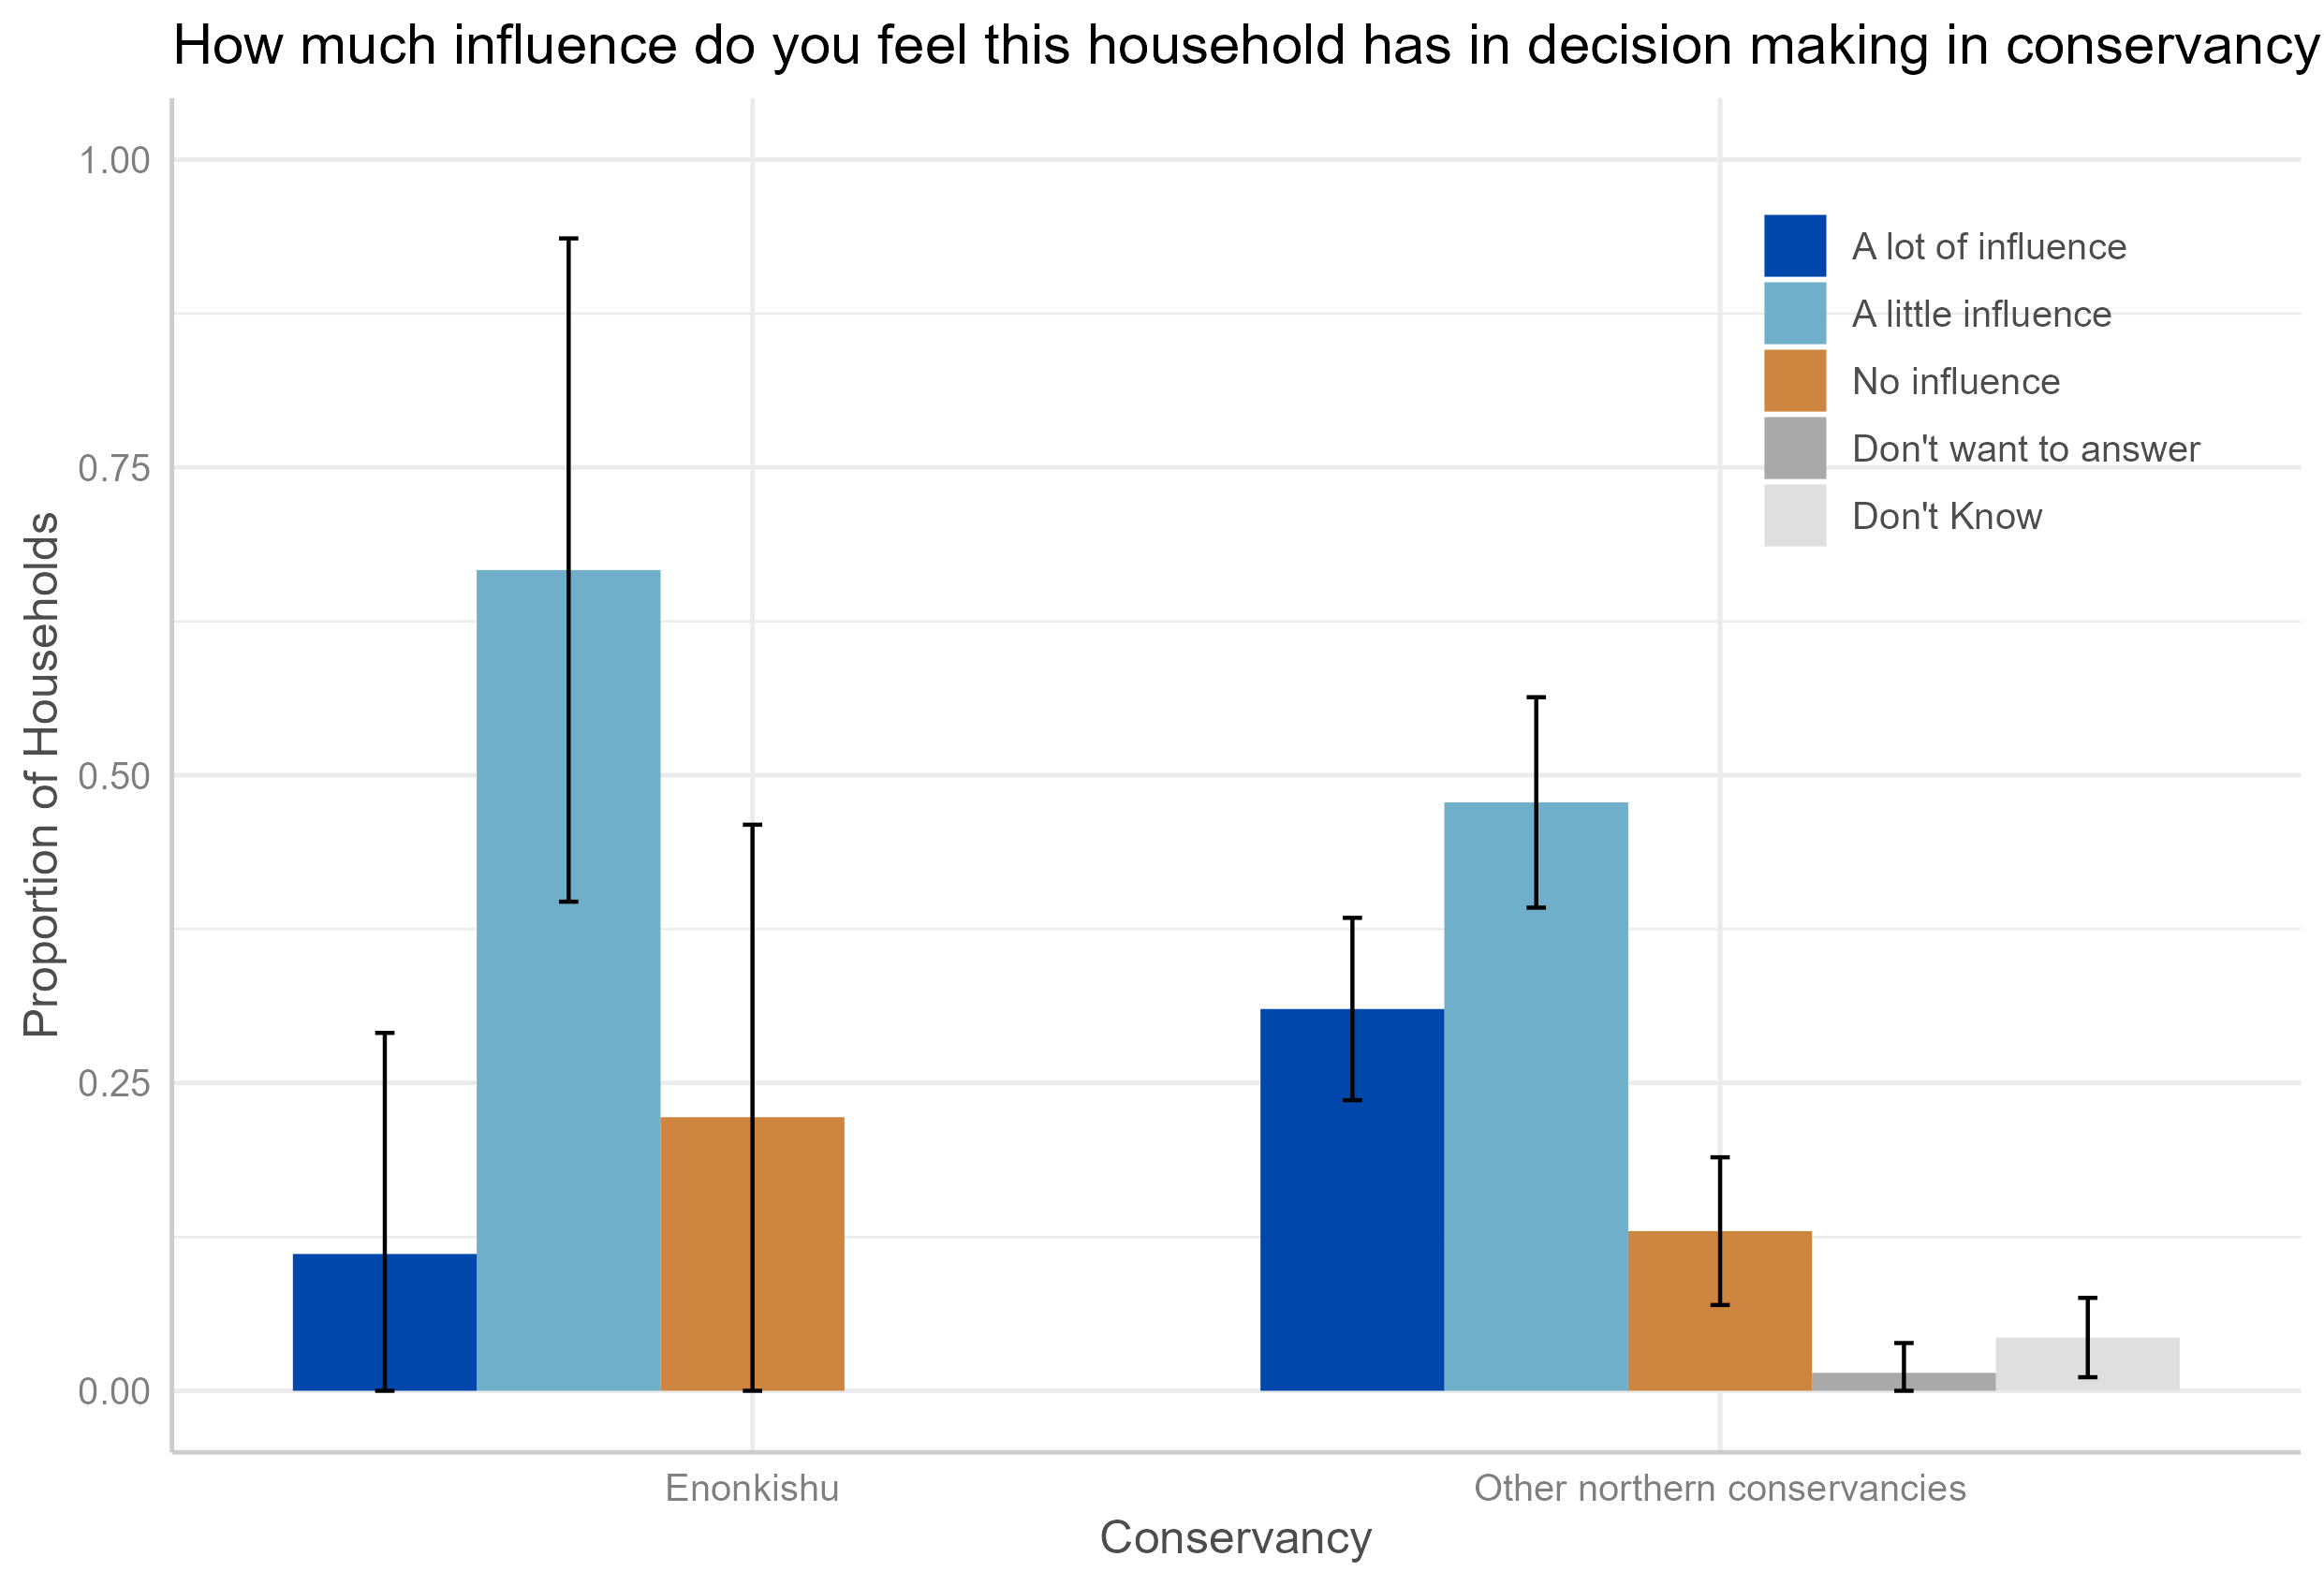 How much influence do you feel this household has in decision making in conservancy
Proportion of Households
1.00
0.75
0.50
0.25
0.00
A lot of influence
A little influence
No influence
Don't want to answer
Don't Know
Enonkishu
Other northern conservancies
Conservancy